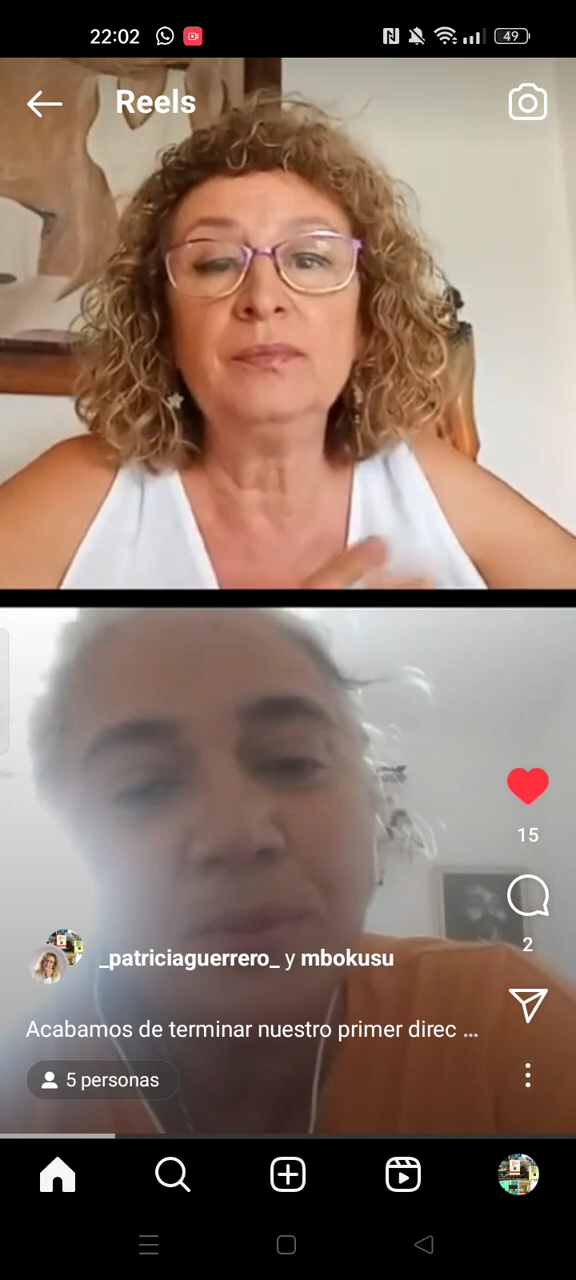 22:02
49
Reels
15
2
_patriciaguerrero_ y mbokusu
Acabamos de terminar nuestro primer direc ...
5 personas